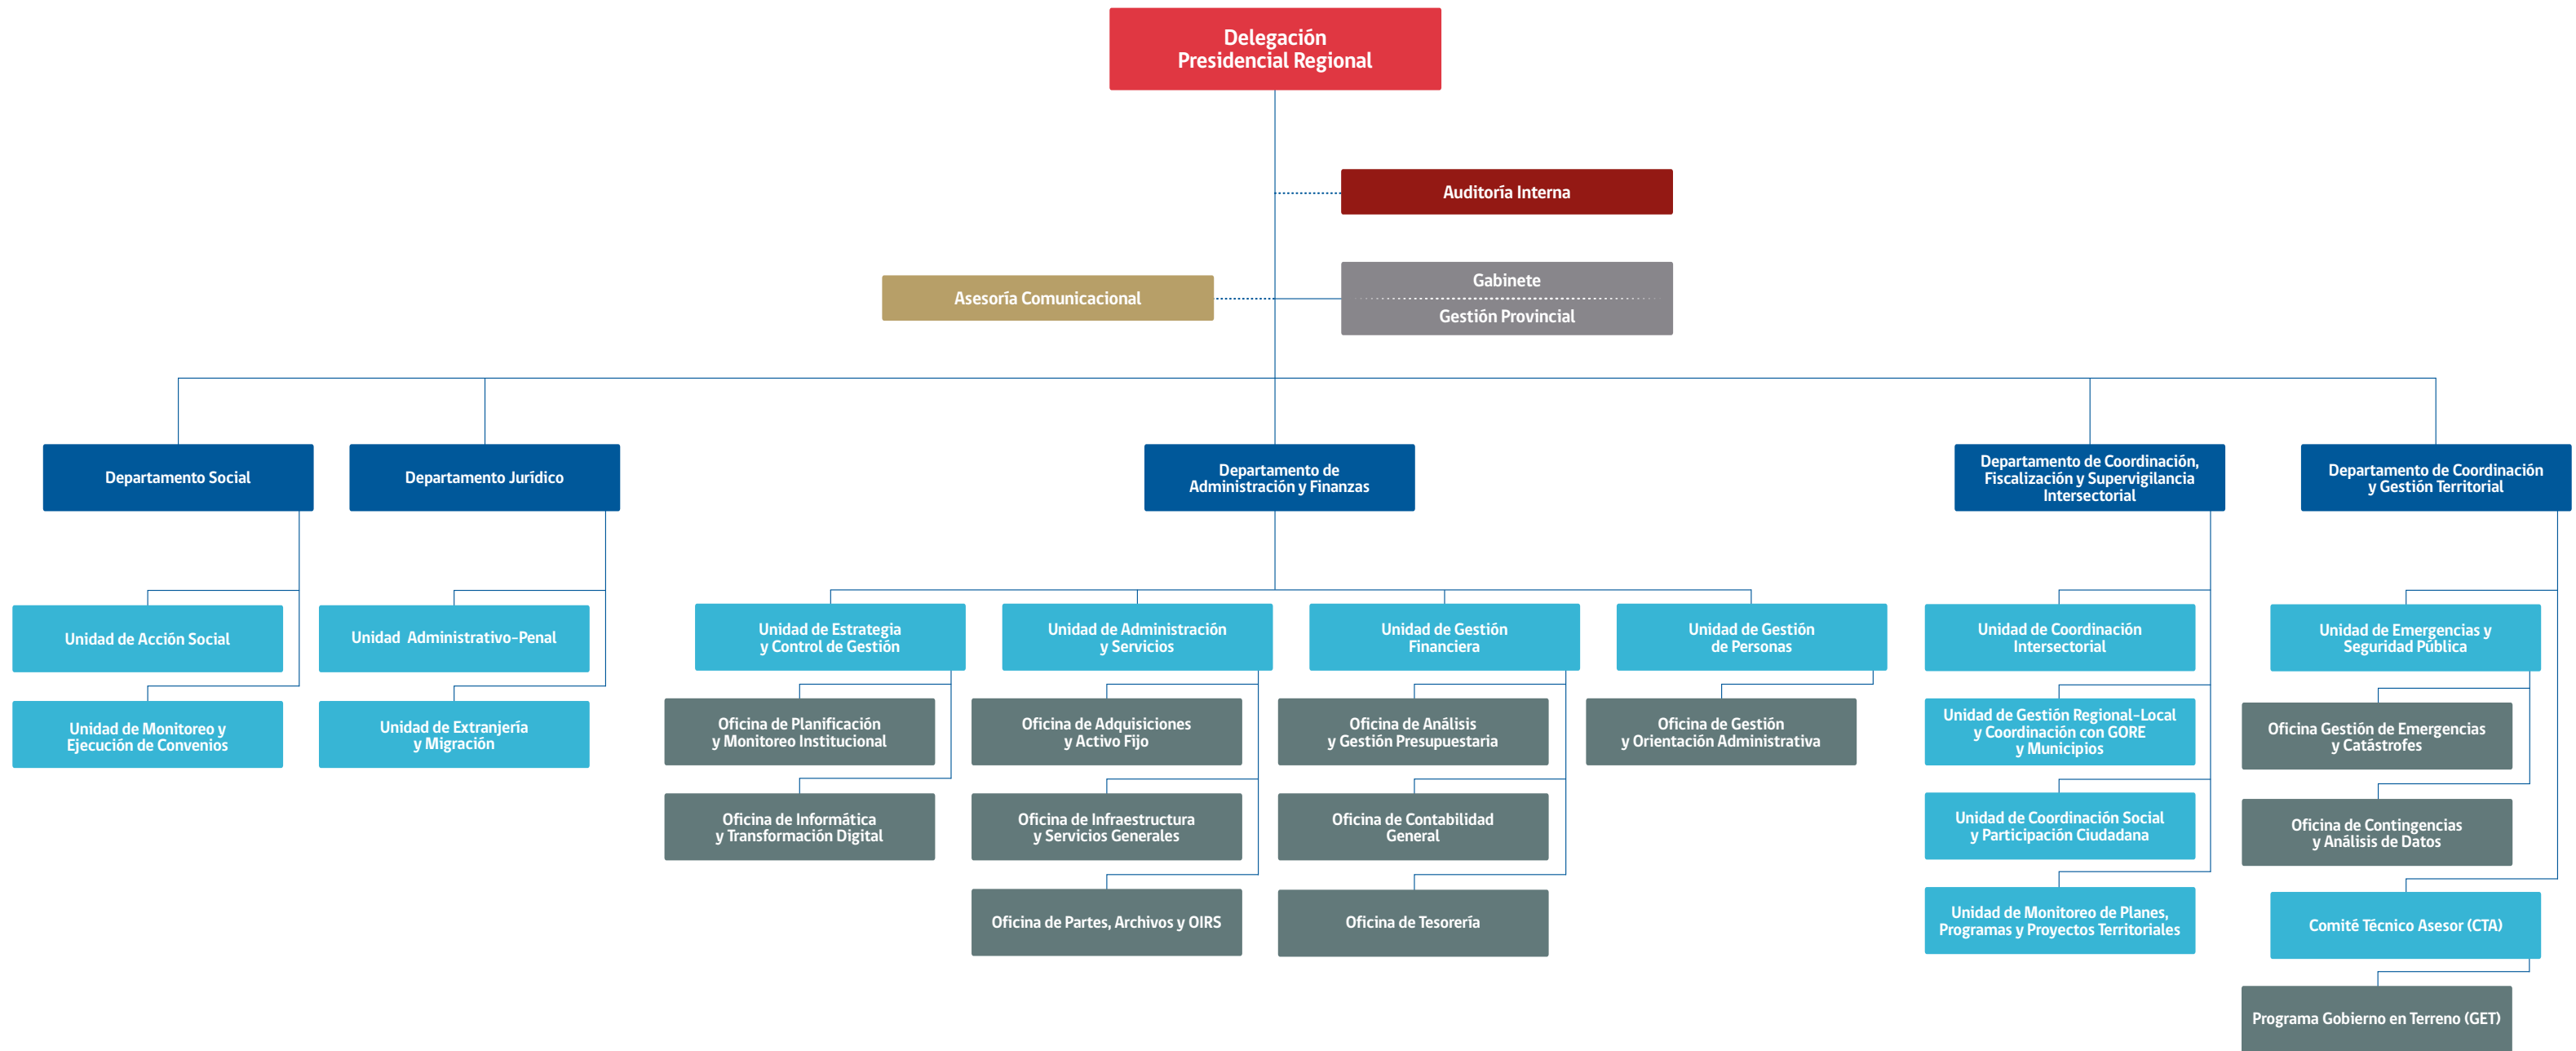 Delegación
Presidencial Regional
Auditoría Interna
Asesoría Comunicacional
Gabinete
Gestión Provincial
Departamento Social
Departamento Jurídico
Departamento de
Administración y Finanzas
Departamento de Coordinación,
Fiscalización y Supervigilancia
Intersectorial
Departamento de Coordinación
y Gestión Territorial
Unidad de Acción Social
Unidad de Monitoreo y
Ejecución de Convenios
Unidad Administrativo-Penal
Unidad de Extranjería
y Migración
Unidad de Estrategia
y Control de Gestión
Oficina de Planificación
y Monitoreo Institucional
Oficina de Informática
y Transformación Digital
Unidad de Administración
y Servicios
Oficina de Adquisiciones
y Activo Fijo
Oficina de Infraestructura
y Servicios Generales
Oficina de Partes, Archivos y OIRS
Unidad de Gestión
Financiera
Oficina de Análisis
y Gestión Presupuestaria
Oficina de Contabilidad
General
Oficina de Tesorería
Unidad de Gestión
de Personas
Oficina de Gestión
y Orientación Administrativa
Unidad de Coordinación
Intersectorial
Unidad de Gestión Regional-Local
y Coordinación con GORE
y Municipios
Unidad de Coordinación Social
y Participación Ciudadana
Unidad de Monitoreo de Planes,
Programas y Proyectos Territoriales
Unidad de Emergencias y
Seguridad Pública
Oficina Gestión de Emergencias
y Catástrofes
Oficina de Contingencias
y Análisis de Datos
Comité Técnico Asesor (CTA)
Programa Gobierno en Terreno (GET)